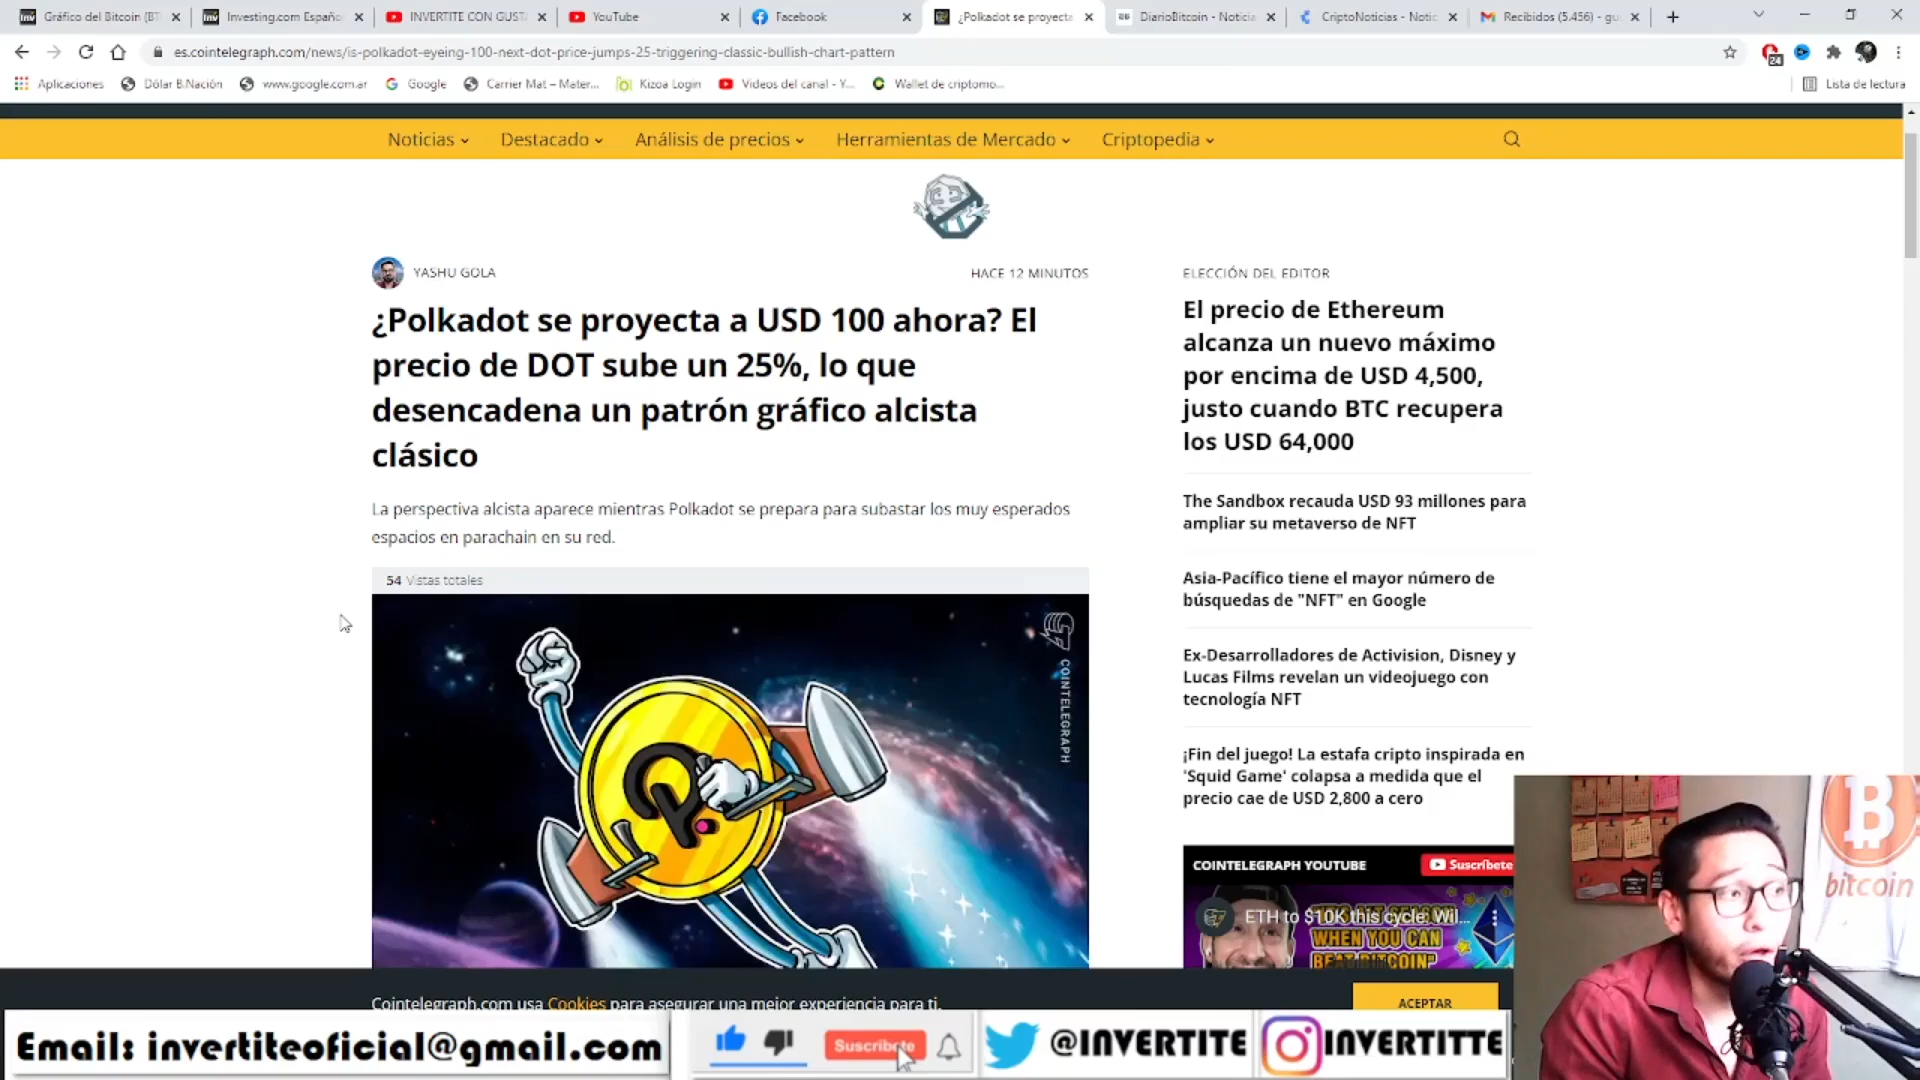 Gráfico del Bitcoin (BT
Investing.com Españo
INVERTITE CON GUST
YouTube
Facebook
¿Polkadot se proyecta
DiarioBitcoin - Noticia
CriptoNoticias - Notic
Recibidos (5.456) - gu
es.cointelegraph.com/news/is-polkadot-eyeing-100-next-dot-price-jumps-25-triggering-classic-bullish-chart-pattern
24
Aplicaciones
Dólar B.Nación
www.google.com.ar
Google
Carrier Mat – Mater...
Kizoa Login
Videos del canal - Y...
Wallet de criptomo...
Lista de lectura
Noticias
Destacado
Análisis de precios
Herramientas de Mercado
Criptopedia
YASHU GOLA
HACE 12 MINUTOS
¿Polkadot se proyecta a USD 100 ahora? El
precio de DOT sube un 25%, lo que
desencadena un patrón gráfico alcista
clásico
La perspectiva alcista aparece mientras Polkadot se prepara para subastar los muy esperados
espacios en parachain en su red.
54 Vistas totales
COINTELEGRAPH
ELECCIÓN DEL EDITOR
El precio de Ethereum
alcanza un nuevo máximo
por encima de USD 4,500,
justo cuando BTC recupera
los USD 64,000
The Sandbox recauda USD 93 millones para
ampliar su metaverso de NFT
Asia-Pacífico tiene el mayor número de
búsquedas de "NFT" en Google
Ex-Desarrolladores de Activision, Disney y
Lucas Films revelan un videojuego con
tecnología NFT
¡Fin del juego! La estafa cripto inspirada en
'Squid Game' colapsa a medida que el
precio cae de USD 2,800 a cero
COINTELEGRAPH YOUTUBE
Suscríbete
ETH to $10K this cycle. Wil...
WHEN YOU CAN
BEAT BITCOIN"
bitcoin
Cointelegraph.com usa Cookies para asegurar una mejor experiencia para ti.
ACEPTAR
Email: invertiteoficial@gmail.com
Suscribete
@INVERTITE
INVERTITTE